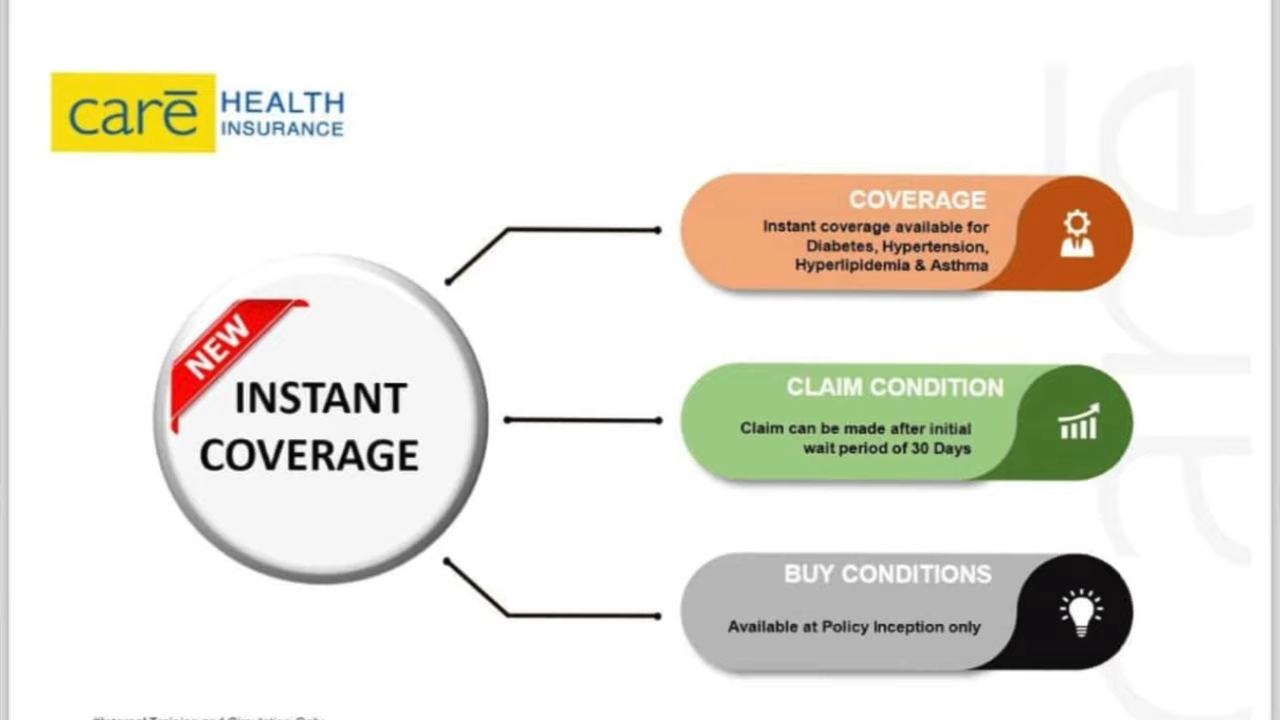 carē HEALTH
INSURANCE
NEW
INSTANT
COVERAGE
COVERAGE
Instant coverage available for
Diabetes, Hypertension,
Hyperlipidemia & Asthma
CLAIM CONDITION
Claim can be made after initial
wait period of 30 Days
BUY CONDITIONS
Available at Policy Inception only
care